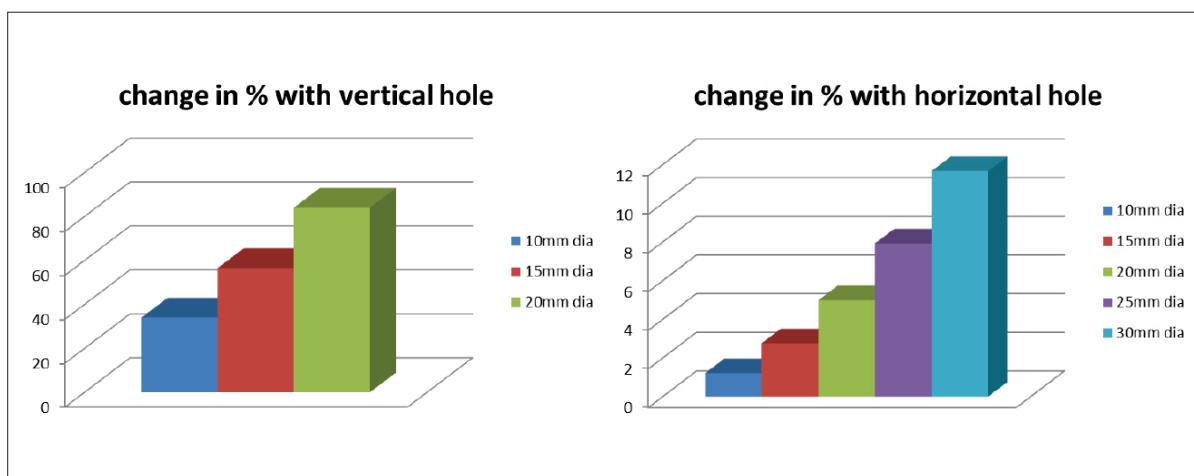 change in % with vertical hole
100
80
60
40
20
0
10mm dia
15mm dia
20mm dia
change in % with horizontal hole
12
10
8
6
4
2
0
10mm dia
15mm dia
20mm dia
25mm dia
30mm dia